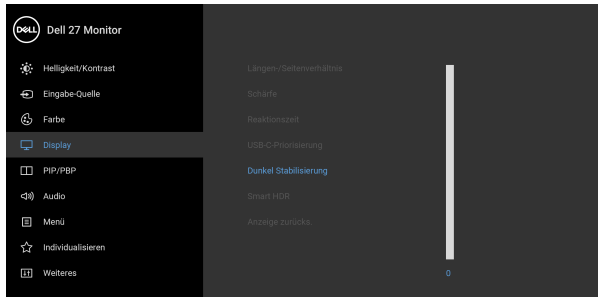 DELL Dell 27 Monitor
Helligkeit/Kontrast
Eingabe-Quelle
Farbe
Display
PIP/PBP
Audio
Menü
Individualisieren
Weiteres
Längen-/Seitenverhältnis
Schärfe
Reaktionszeit
USB-C-Priorisierung
Dunkel Stabilisierung
Smart HDR
Anzeige zurücks.
0